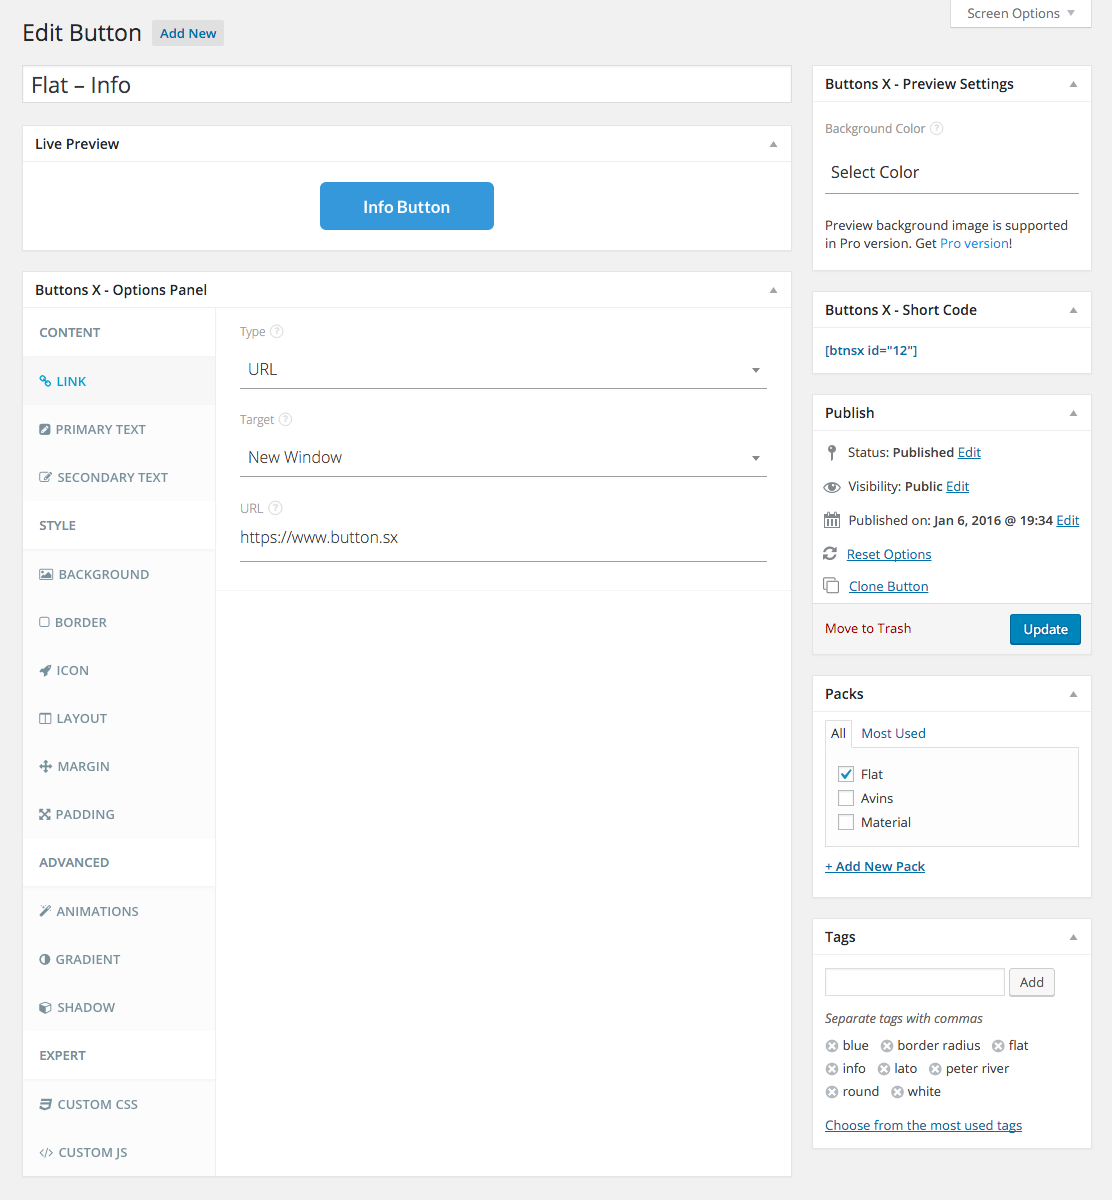 Screen Options
Edit Button Add New
Flat – Info
Live Preview
Info Button
Buttons X - Options Panel
CONTENT
LINK
PRIMARY TEXT
SECONDARY TEXT
STYLE
BACKGROUND
BORDER
ICON
LAYOUT
MARGIN
PADDING
ADVANCED
ANIMATIONS
GRADIENT
SHADOW
EXPERT
CUSTOM CSS
CUSTOM JS
Type ?
URL
Target ?
New Window
URL ?
https://www.button.sx
Buttons X - Preview Settings
Background Color ?
Select Color
Preview background image is supported
in Pro version. Get Pro version!
Buttons X - Short Code
[btnsx id="12"]
Publish
Status: Published Edit
Visibility: Public Edit
Published on: Jan 6, 2016 @ 19:34 Edit
Reset Options
Clone Button
Move to Trash Update
Packs
All Most Used
Flat
Avins
Material
+ Add New Pack
Tags
Add
Separate tags with commas
blue border radius flat
info lato peter river
round white
Choose from the most used tags